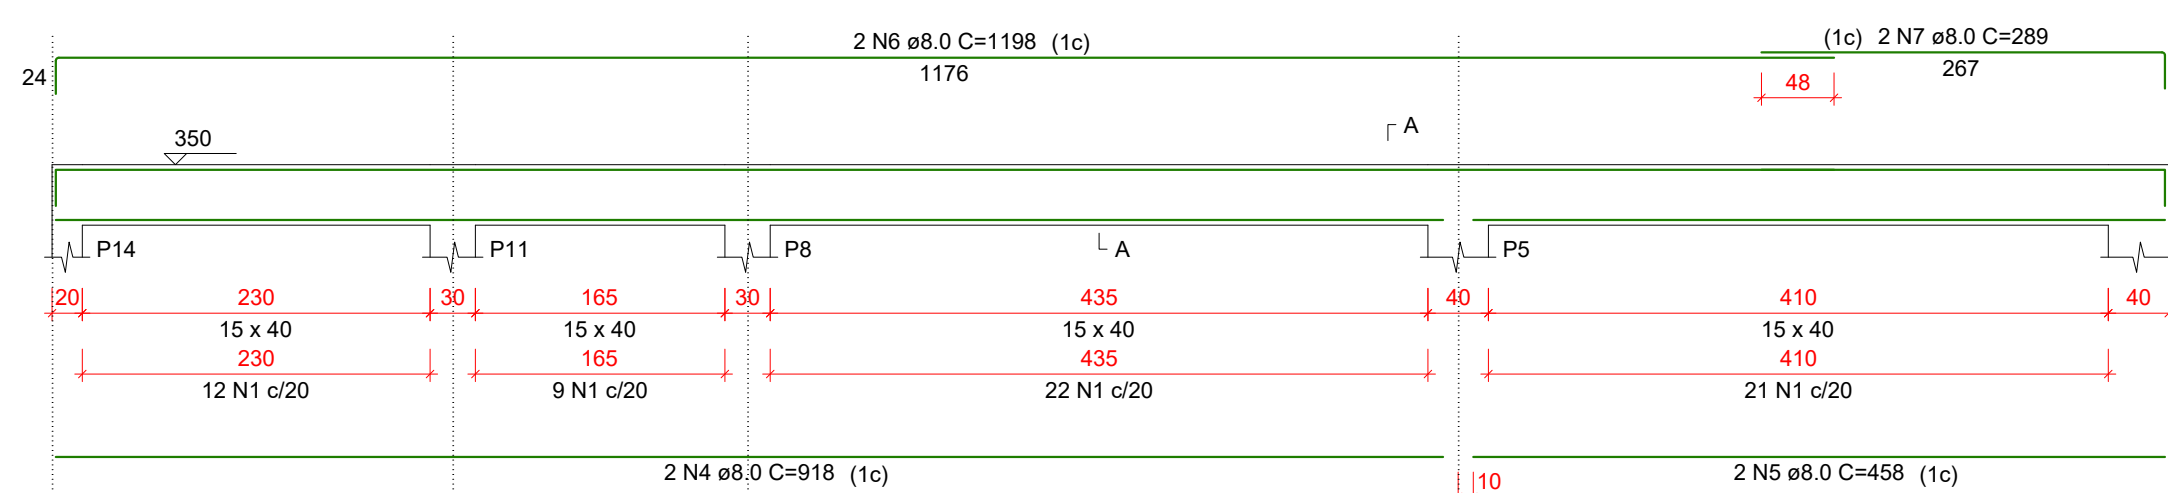 2 N6 ø8.0 C=1198 (1c)
(1c) 2 N7 ø8.0 C=289
24
1176
267
48
A
350
P14
P11
P8
A
P5
20
230
30
165
30
435
40
410
40
15 x 40
15 x 40
15 x 40
15 x 40
230
165
435
410
12 N1 c/20
9 N1 c/20
22 N1 c/20
21 N1 c/20
2 N4 ø8.0 C=918 (1c)
10
2 N5 ø8.0 C=458 (1c)